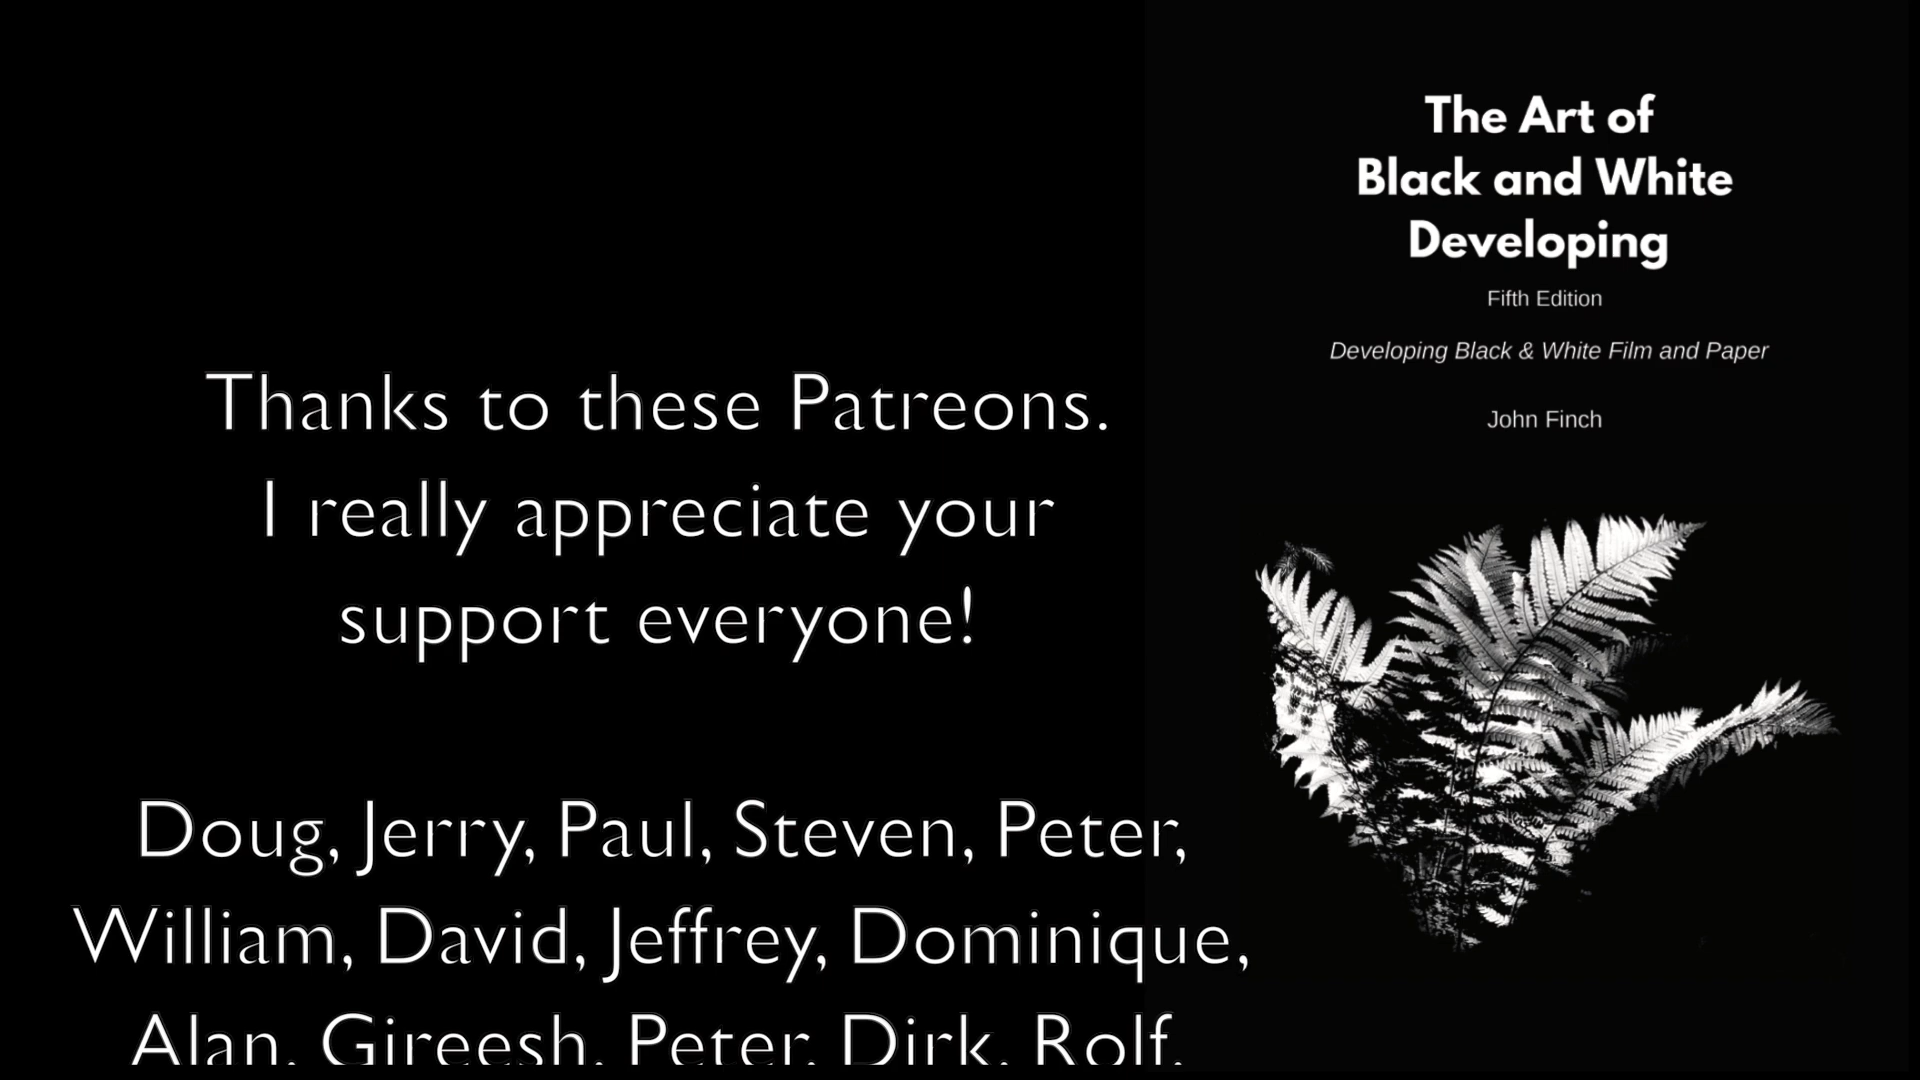 Thanks to these Patreons.
I really appreciate your
support everyone!
Doug, Jerry, Paul, Steven, Peter,
William, David, Jeffrey, Dominique,
Alan, Gireesh, Peter, Dirk, Rolf,
The Art of
Black and White
Developing
Fifth Edition
Developing Black & White Film and Paper
John Finch